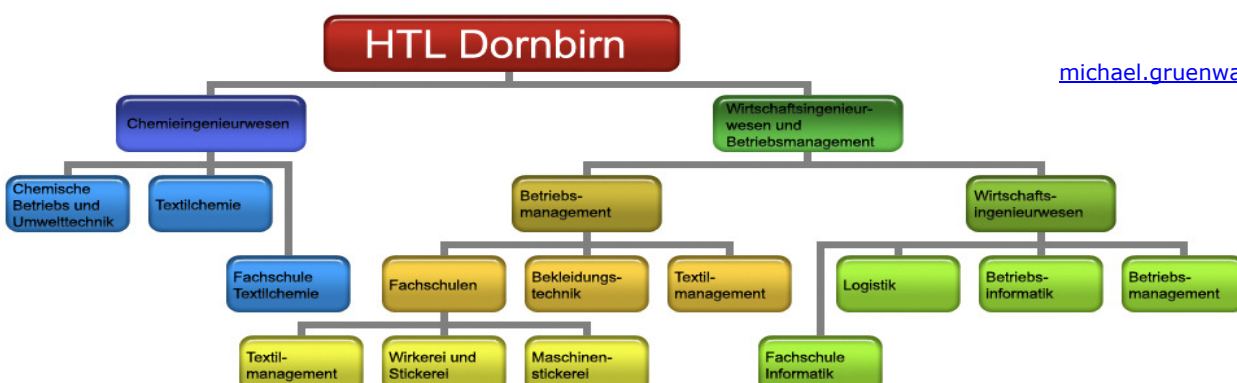 HTL Dornbirn
michael.gruenwa
Chemieingenieurwesen
Wirtschaftsingenieur-
wesen und
Betriebsmanagement
Chemische
Betriebs und
Umwelttechnik
Textilchemie
Betriebs-
management
Wirtschafts-
ingenieurwesen
Fachschule
Textilchemie
Fachschulen
Bekleidungs-
technik
Textil-
management
Logistik
Betriebs-
informatik
Betriebs-
management
Textil-
management
Wirkerei und
Stickerei
Maschinen-
stickerei
Fachschule
Informatik